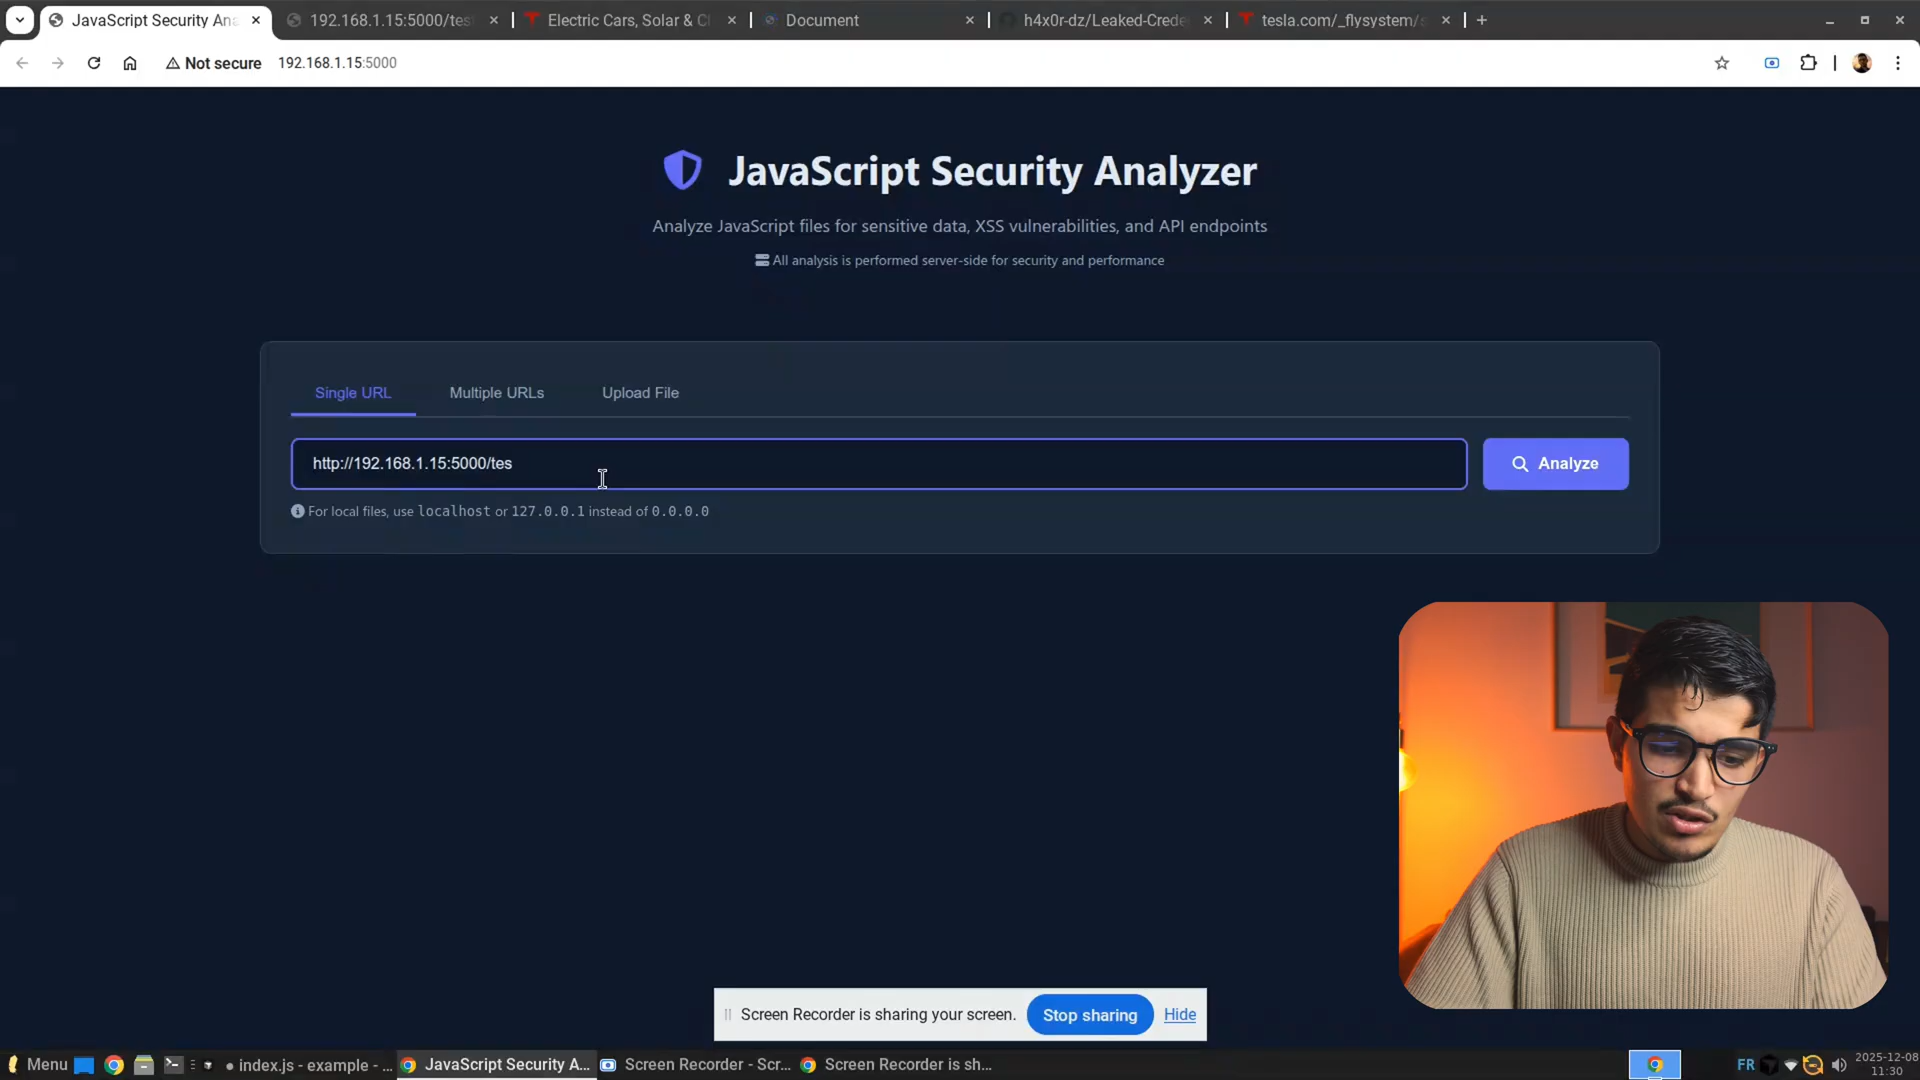 JavaScript Security Ana
192.168.1.15:5000/tes
Electric Cars, Solar & Cl
Document
h4x0r-dz/Leaked-Crede
tesla.com/_flysystem/s
Not secure 192.168.1.15:5000
JavaScript Security Analyzer
Analyze JavaScript files for sensitive data, XSS vulnerabilities, and API endpoints
All analysis is performed server-side for security and performance
Single URL Multiple URLs Upload File
http://192.168.1.15:5000/tes
Analyze
For local files, use localhost or 127.0.0.1 instead of 0.0.0.0
Screen Recorder is sharing your screen. Stop sharing Hide
Menu
● index.js - example - ...
JavaScript Security A...
Screen Recorder - Scr...
Screen Recorder is sh...
FR
2025-12-08
11:30